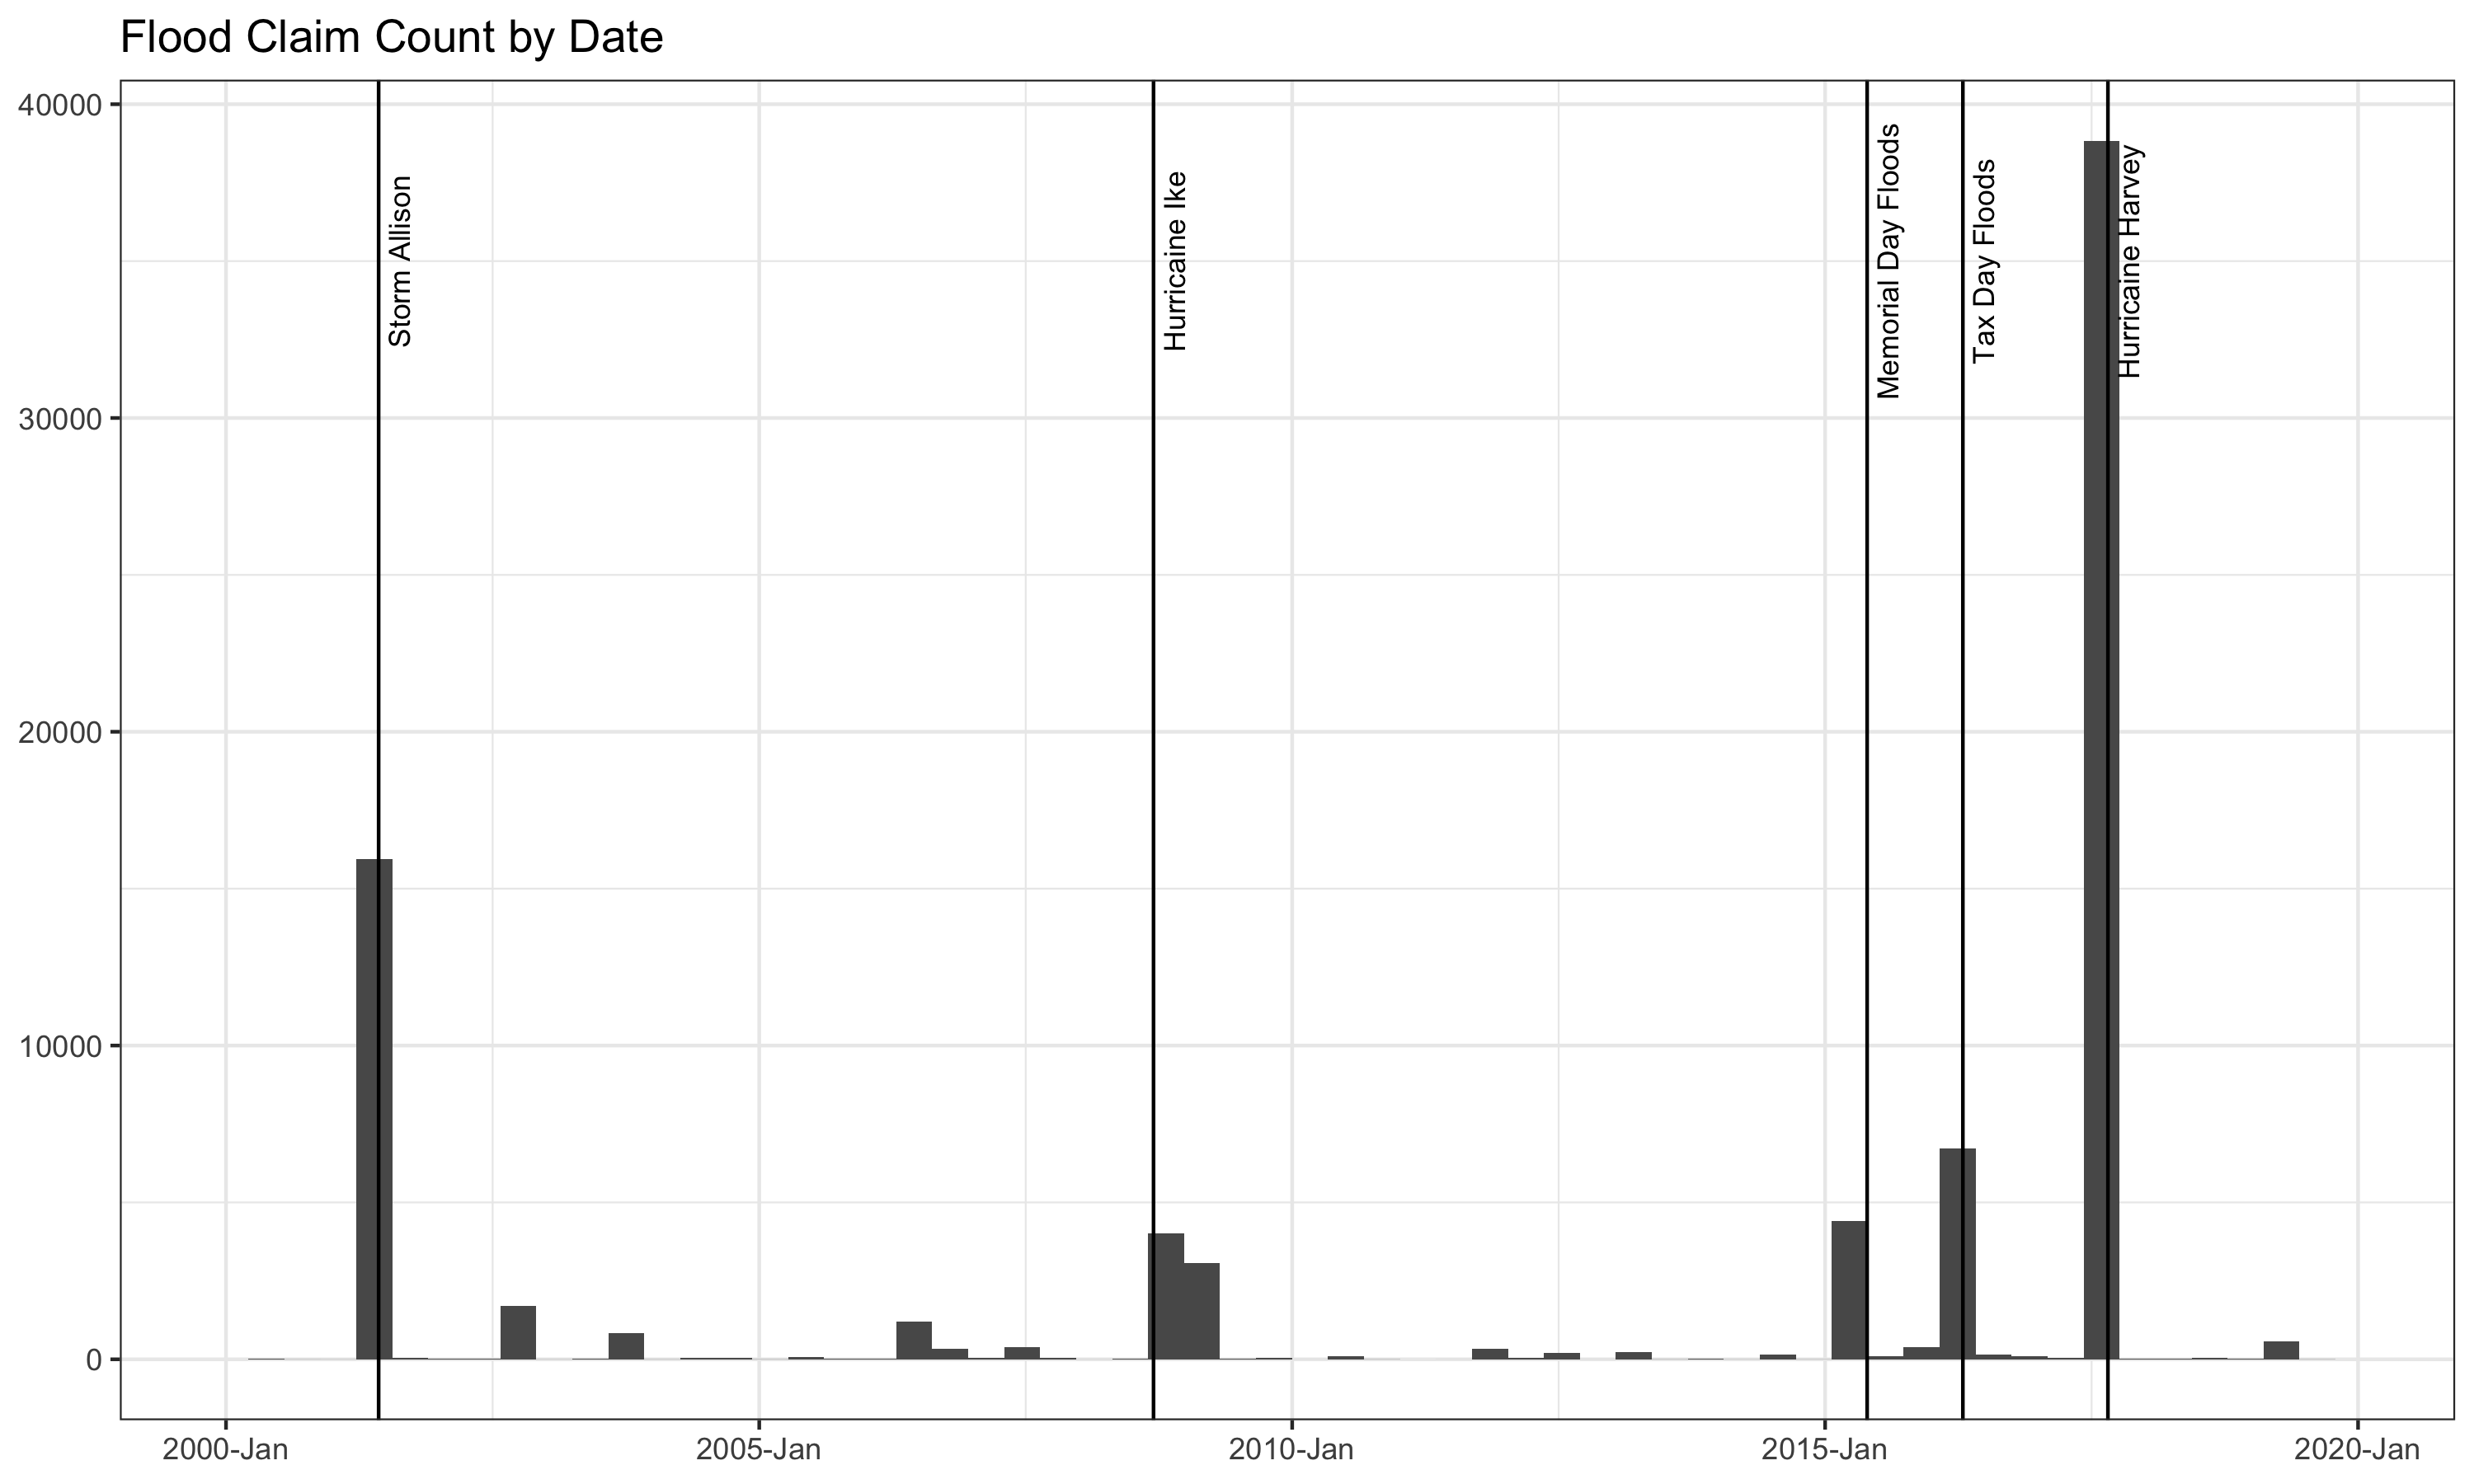 Flood Claim Count by Date
40000
30000
20000
10000
0
Storm Allison
Hurricaine Ike
Memorial Day Floods
Tax Day Floods
Hurricaine Harvey
2000-Jan
2005-Jan
2010-Jan
2015-Jan
2020-Jan